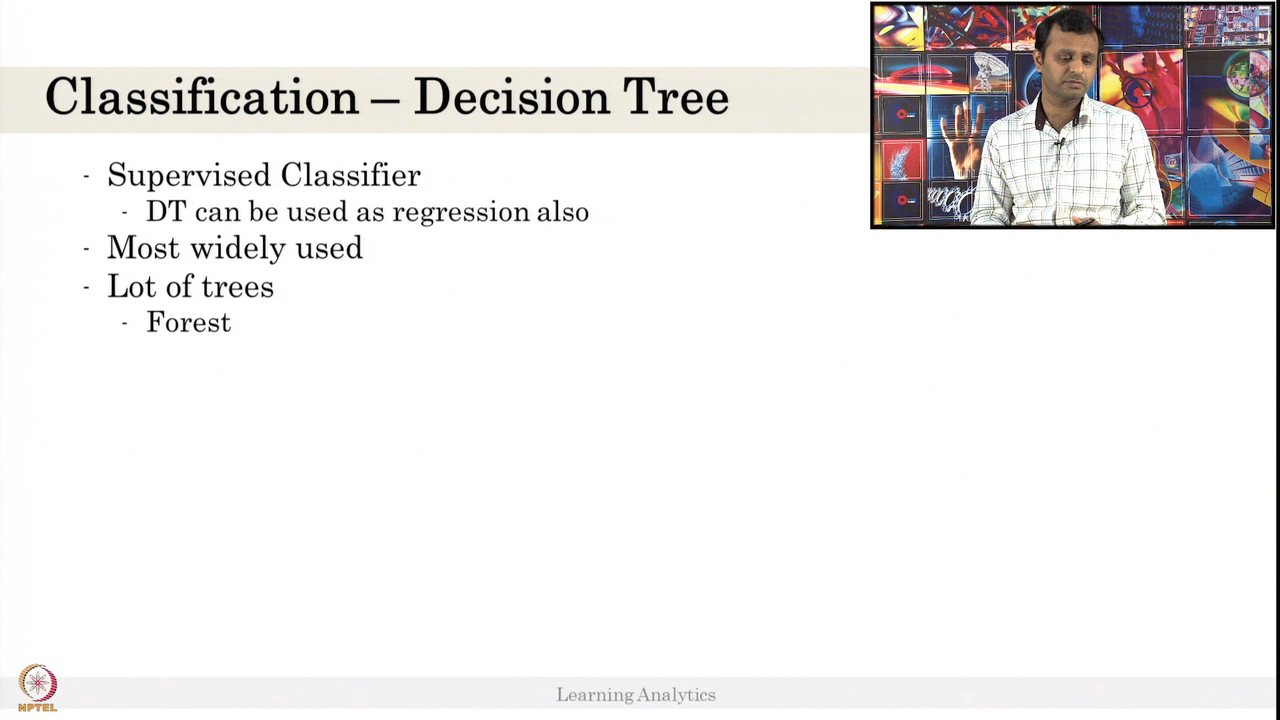 Classification – Decision Tree
- Supervised Classifier
- DT can be used as regression also
- Most widely used
- Lot of trees
- Forest
NPTEL
Learning Analytics